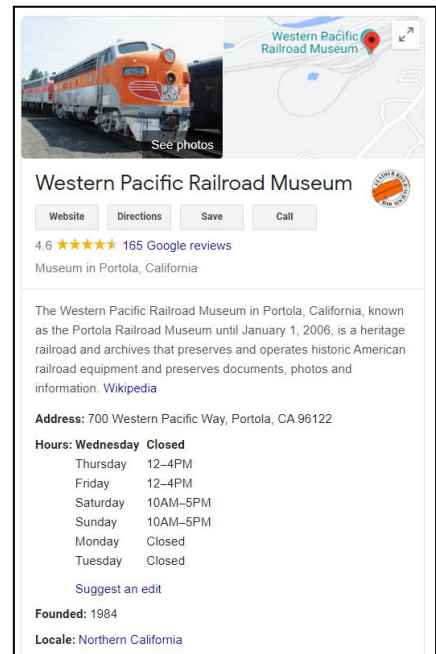 Western Pacific
Railroad Museum
805-A
See photos
Western Pacific Railroad Museum
FEATHER RIVER
RAIL SOCIETY
Website Directions Save Call
4.6 165 Google reviews
Museum in Portola, California
The Western Pacific Railroad Museum in Portola, California, known
as the Portola Railroad Museum until January 1, 2006, is a heritage
railroad and archives that preserves and operates historic American
railroad equipment and preserves documents, photos and
information. Wikipedia
Address: 700 Western Pacific Way, Portola, CA 96122
Hours: Wednesday Closed
Thursday 12–4PM
Friday 12–4PM
Saturday 10AM–5PM
Sunday 10AM–5PM
Monday Closed
Tuesday Closed
Suggest an edit
Founded: 1984
Locale: Northern California